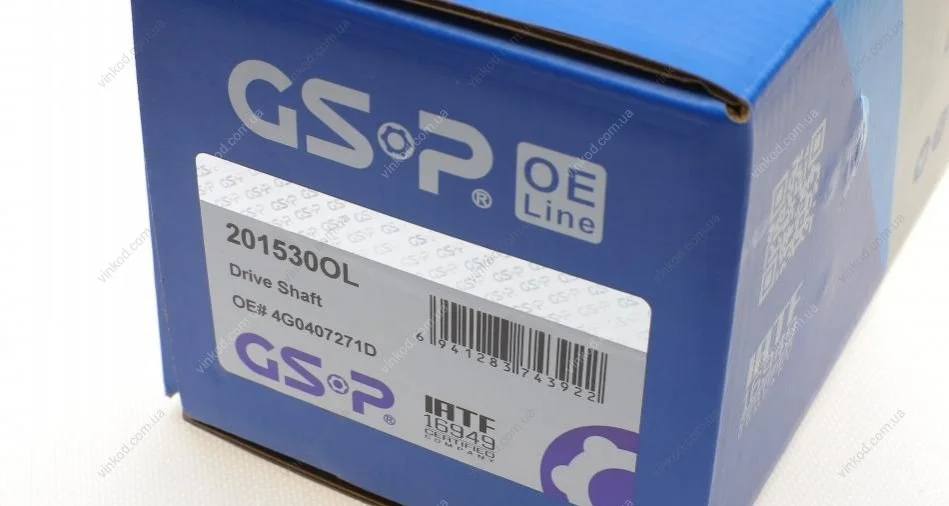 GSP®
OE
Line
201530OL
Drive Shaft
OE# 4G0407271D
6 941283 743922
GSP®
IATF
16949
CERTIFIED
COMPANY
IATF
vinkod.com.ua